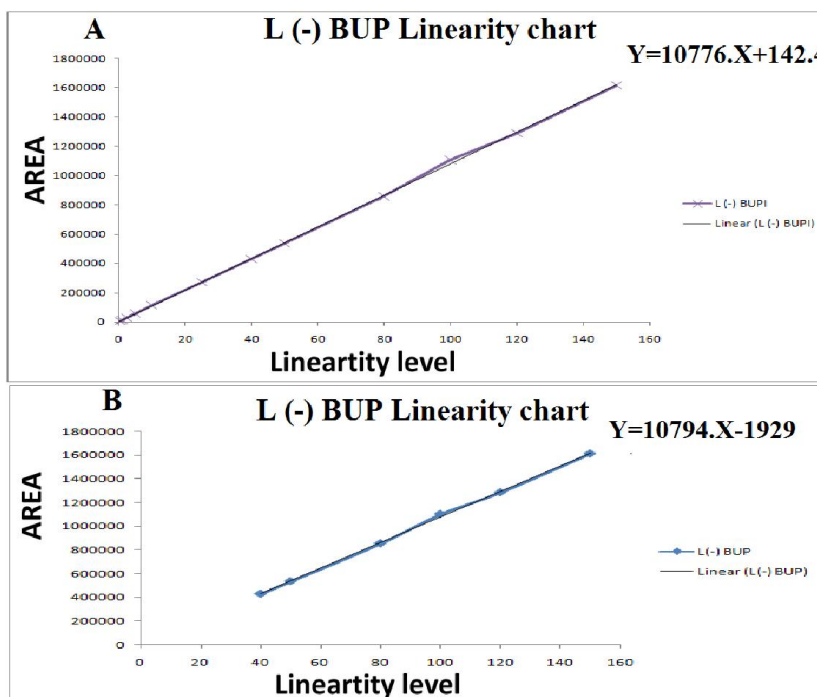 A
L (-) BUP Linearity chart
Y=10776.X+142.4
AREA
1800000
1600000
1400000
1200000
1000000
800000
600000
400000
200000
0
0 20 40 60 80 100 120 140 160
Lineartity level
L (-) BUPI
Linear (L (-) BUPI)
B
L (-) BUP Linearity chart
Y=10794.X-1929
AREA
1800000
1600000
1400000
1200000
1000000
800000
600000
400000
200000
0
0 20 40 60 80 100 120 140 160
Lineartity level
L(-) BUP
Linear (L(-) BUP)